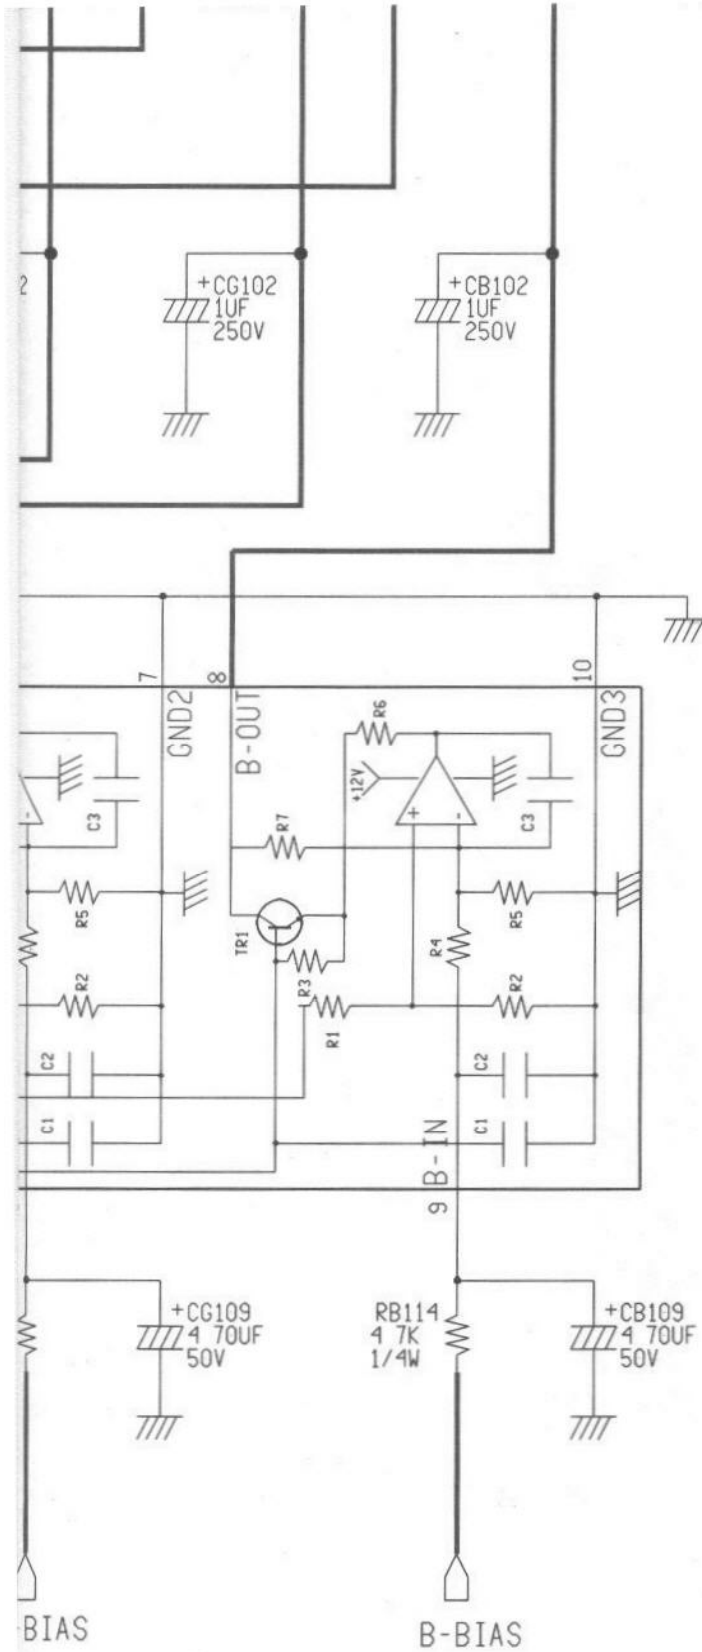 2
+CG102
1UF
250V
+CB102
1UF
250V
7
GND2
8
B-OUT
10
GND3
R6
+12V
+
-
C3
-
C3
R7
R5
TR1
R3
R4
R5
R2
R1
R2
C2
C2
C1
C1
9
B-IN
+CG109
4 70UF
50V
RB114
4 7K
1/4W
+CB109
4 70UF
50V
-BIAS
B-BIAS